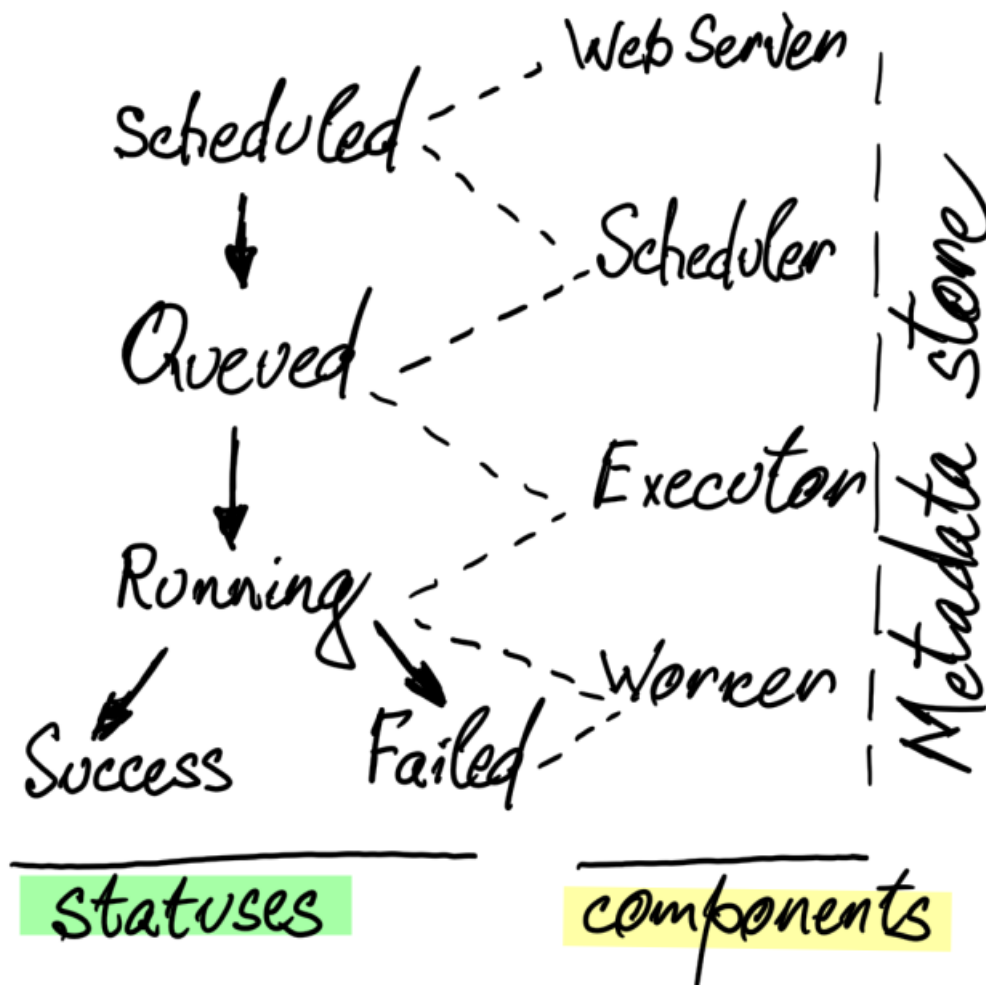 Web Server
Scheduled
Scheduler
Queued
Executor
Running
Worker
Success
Failed
Metadata store
statuses
components